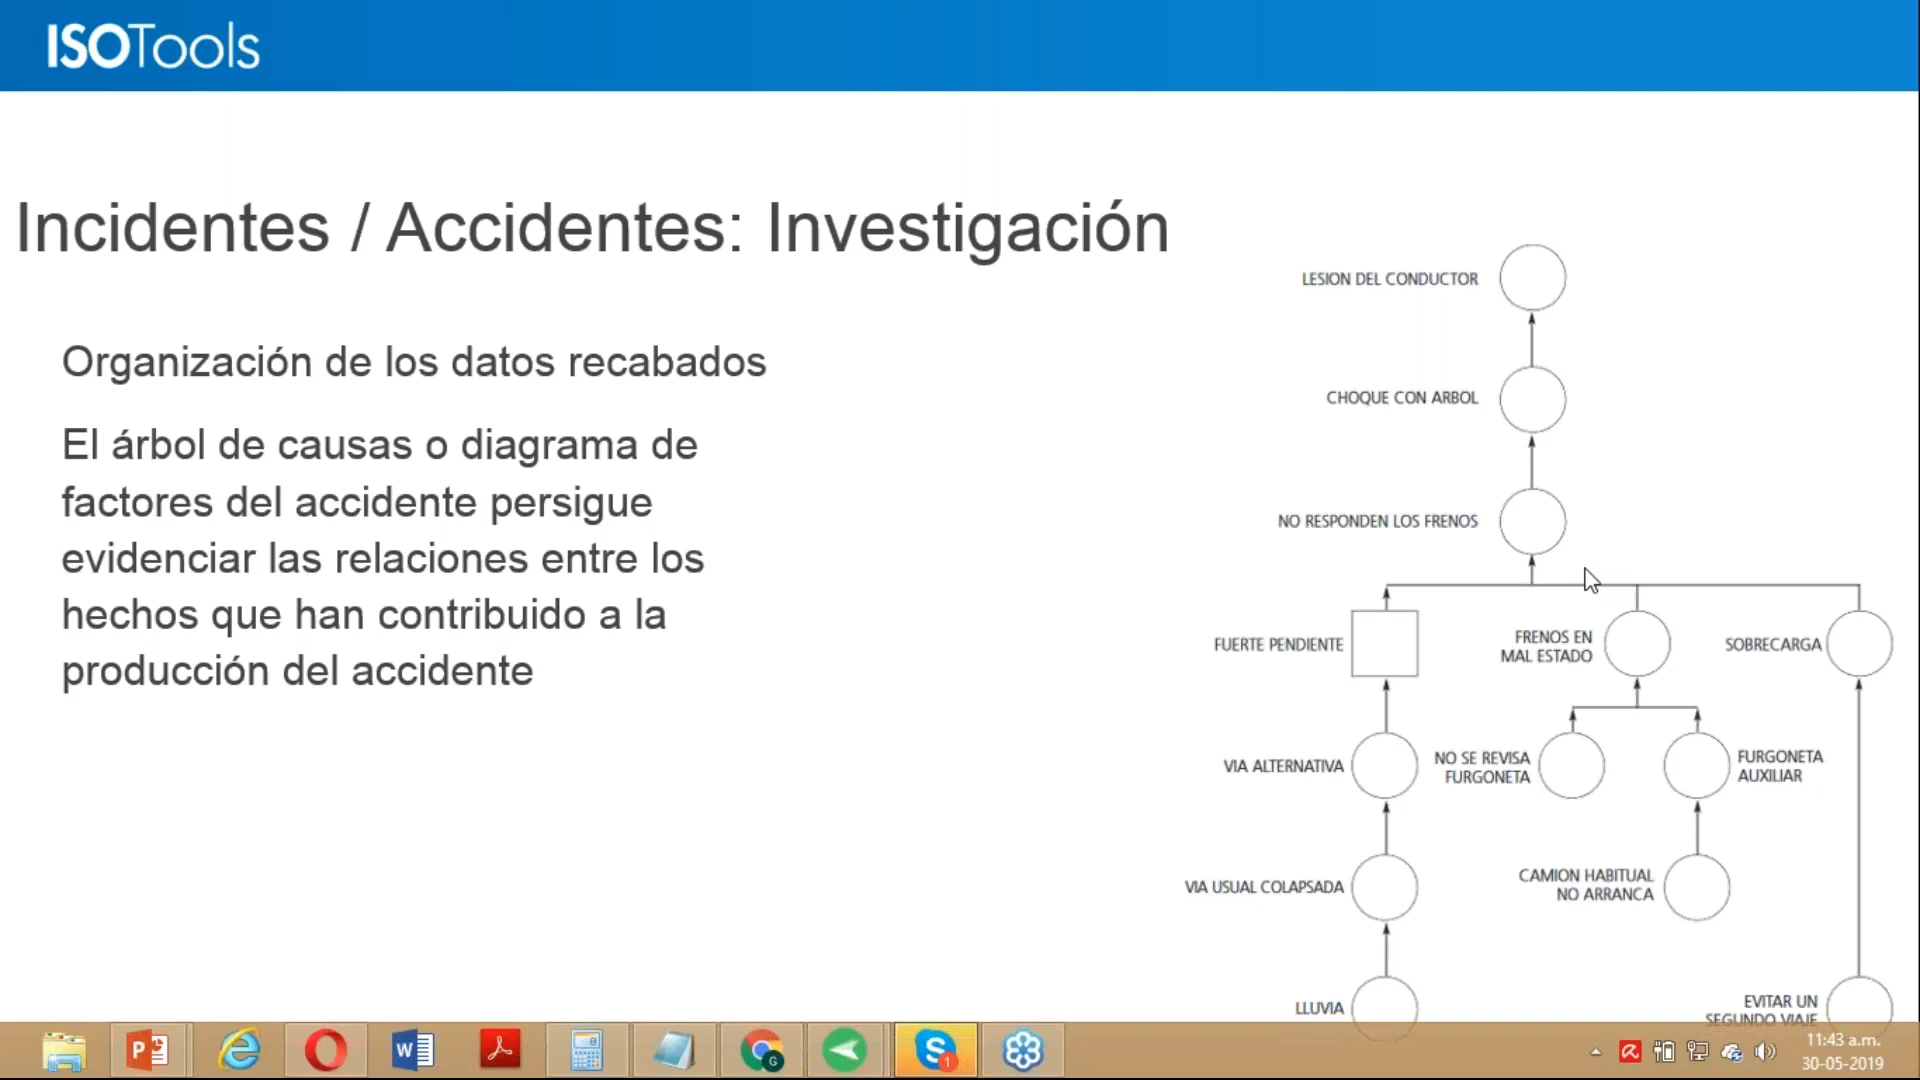 ISOTools
Incidentes / Accidentes: Investigación
Organización de los datos recabados
El árbol de causas o diagrama de
factores del accidente persigue
evidenciar las relaciones entre los
hechos que han contribuido a la
producción del accidente
LESION DEL CONDUCTOR
CHOQUE CON ARBOL
NO RESPONDEN LOS FRENOS
FUERTE PENDIENTE
FRENOS EN
MAL ESTADO
SOBRECARGA
VIA ALTERNATIVA
NO SE REVISA
FURGONETA
FURGONETA
AUXILIAR
VIA USUAL COLAPSADA
CAMION HABITUAL
NO ARRANCA
LLUVIA
EVITAR UN
SEGUNDO VIAJE
11:43 a.m.
30-05-2019